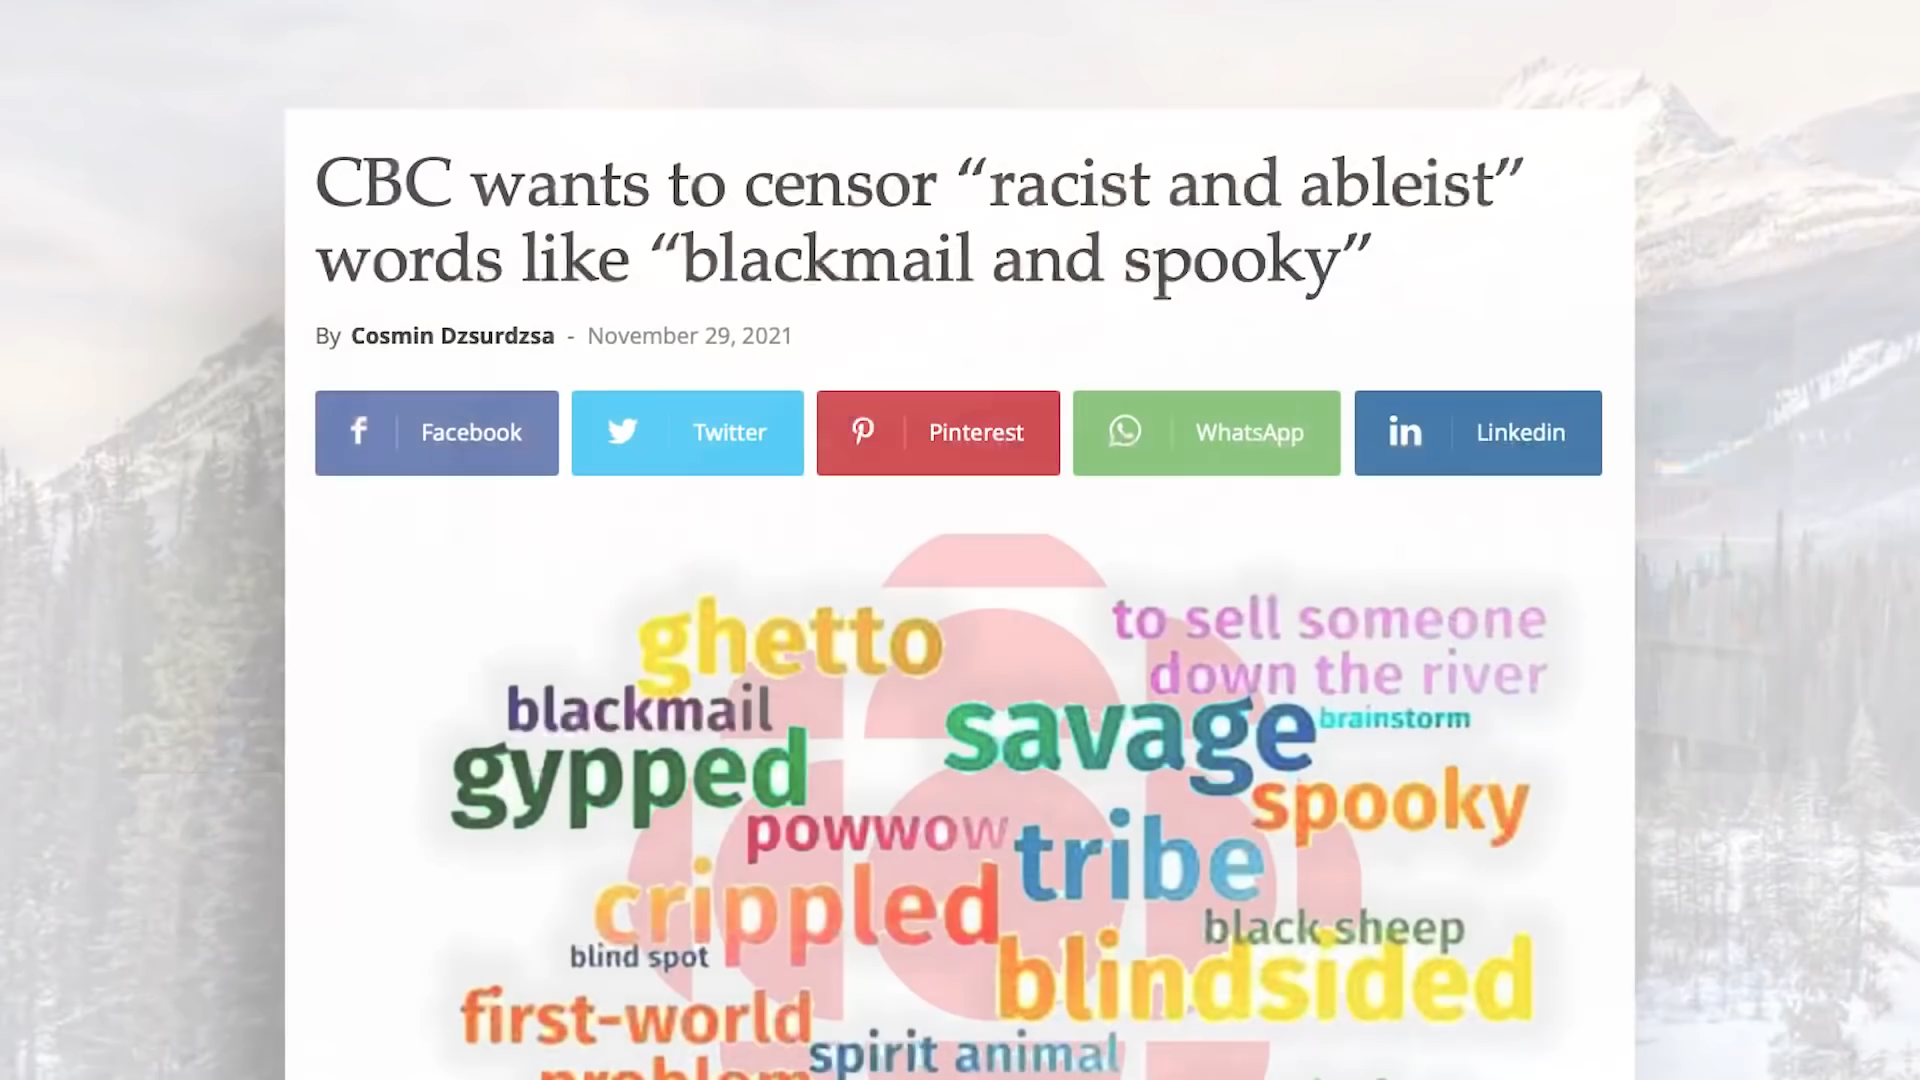 CBC wants to censor “racist and ableist”
words like “blackmail and spooky”
By Cosmin Dzsurdzsa - November 29, 2021
Facebook
Twitter
Pinterest
WhatsApp
Linkedin
ghetto
to sell someone
down the river
blackmail
savage
brainstorm
gypped
spooky
powwow
tribe
crippled
black sheep
blind spot
blindsided
first-world
spirit animal
problem